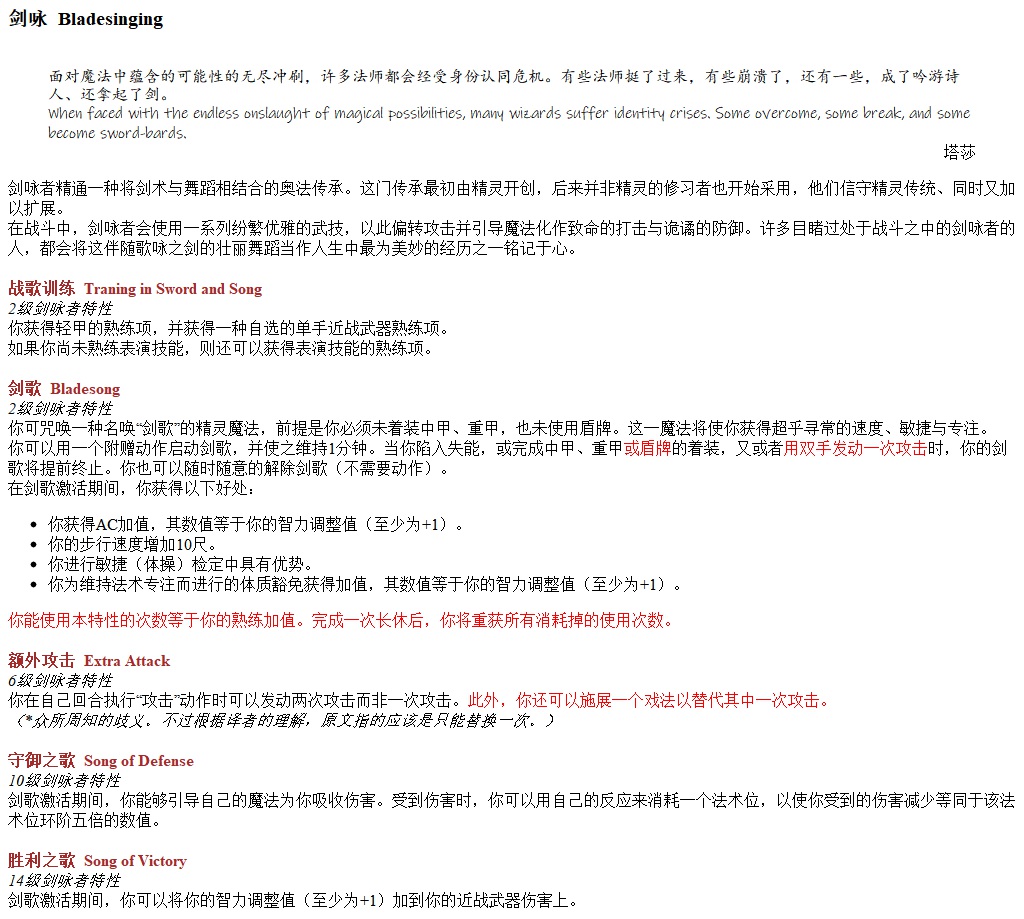 剑咏 Bladesinging
面对魔法中蕴含的可能性的无尽冲刷，许多法师都会经受身份认同危机。有些法师挺了过来，有些崩溃了，还有一些，成了吟游诗
人、还拿起了剑。
When faced with the endless onslaught of magical possibilities, many wizards suffer identity crises. Some overcome, some break, and some
become sword-bards.
塔莎
剑咏者精通一种将剑术与舞蹈相结合的奥法传承。这门传承最初由精灵开创，后来并非精灵的修习者也开始采用，他们信守精灵传统、同时又加
以扩展。
在战斗中，剑咏者会使用一系列纷繁优雅的武技，以此偏转攻击并引导魔法化作致命的打击与诡谲的防御。许多目睹过处于战斗之中的剑咏者的
人，都会将这伴随歌咏之剑的壮丽舞蹈当作人生中最为美妙的经历之一铭记于心。
战歌训练 Traning in Sword and Song
2级剑咏者特性
你获得轻甲的熟练项，并获得一种自选的单手近战武器熟练项。
如果你尚未熟练表演技能，则还可以获得表演技能的熟练项。
剑歌 Bladesong
2级剑咏者特性
你可咒唤一种名唤“剑歌”的精灵魔法，前提是你必须未着装中甲、重甲，也未使用盾牌。这一魔法将使你获得超乎寻常的速度、敏捷与专注。
你可以用一个附赠动作启动剑歌，并使之维持1分钟。当你陷入失能，或完成中甲、重甲或盾牌的着装，又或者用双手发动一次攻击时，你的剑
歌将提前终止。你也可以随时随意的解除剑歌（不需要动作）。
在剑歌激活期间，你获得以下好处：
• 你获得AC加值，其数值等于你的智力调整值（至少为+1）。
• 你的步行速度增加10尺。
• 你进行敏捷（体操）检定中具有优势。
• 你为维持法术专注而进行的体质豁免获得加值，其数值等于你的智力调整值（至少为+1）。
你能使用本特性的次数等于你的熟练加值。完成一次长休后，你将重获所有消耗掉的使用次数。
额外攻击 Extra Attack
6级剑咏者特性
你在自己回合执行“攻击”动作时可以发动两次攻击而非一次攻击。此外，你还可以施展一个戏法以替代其中一次攻击。
（*众所周知的歧义。不过根据译者的理解，原文指的应该是只能替换一次。）
守御之歌 Song of Defense
10级剑咏者特性
剑歌激活期间，你能够引导自己的魔法为你吸收伤害。受到伤害时，你可以用自己的反应来消耗一个法术位，以使你受到的伤害减少等同于该法
术位环阶五倍的数值。
胜利之歌 Song of Victory
14级剑咏者特性
剑歌激活期间，你可以将你的智力调整值（至少为+1）加到你的近战武器伤害上。